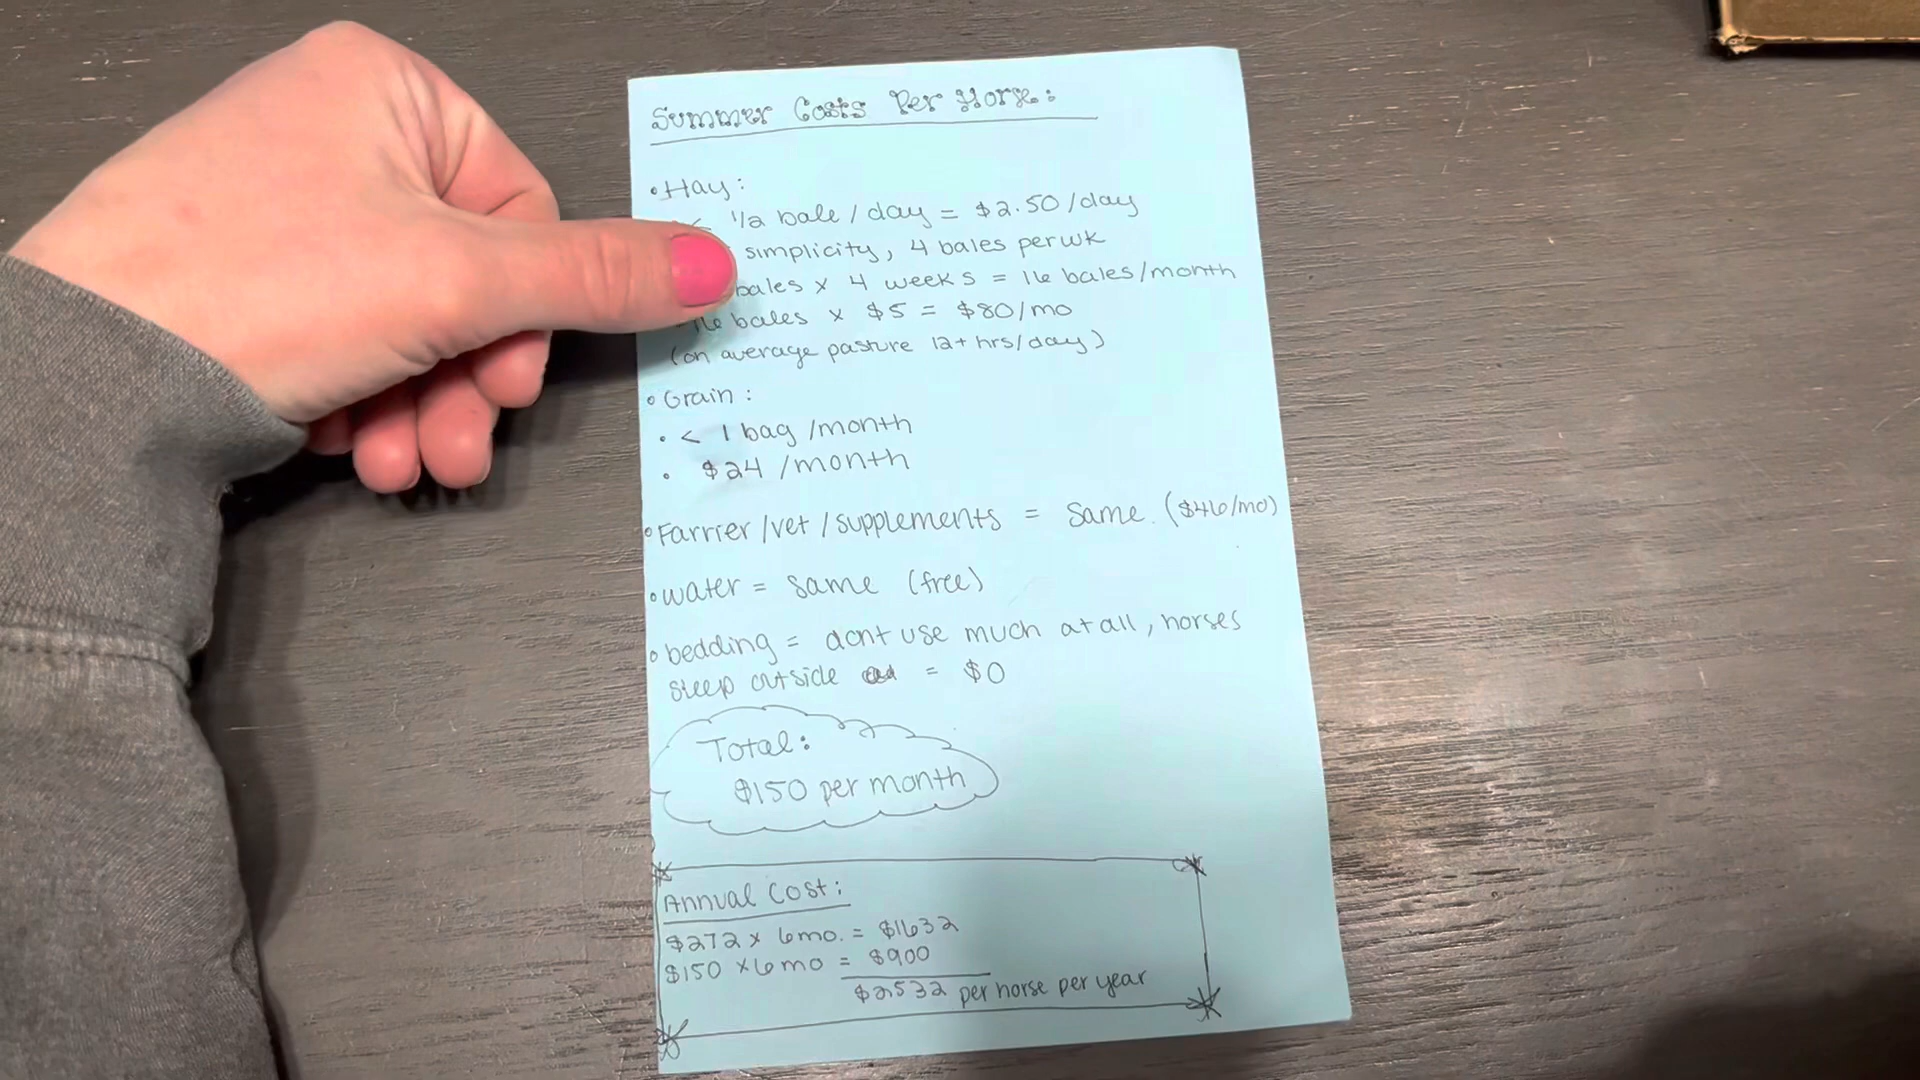 Summer Costs Per Horse:
• Hay:
< 1/2 bale / day = $2.50/day
simplicity, 4 bales per wk
bales x 4 weeks = 16 bales/month
-16 bales x $5 = $80/mo
(on average pasture 12+ hrs/day)
• Grain:
• < 1 bag /month
• $24 /month
• Farrier/vet/supplements = Same. ($46/mo)
• water = same (free)
• bedding = dont use much at all, horses
sleep outside = $0
Total:
$150 per month
Annual Cost:
$272 x 6mo. = $1632
$150 x 6mo = $900
$2532 per horse per year